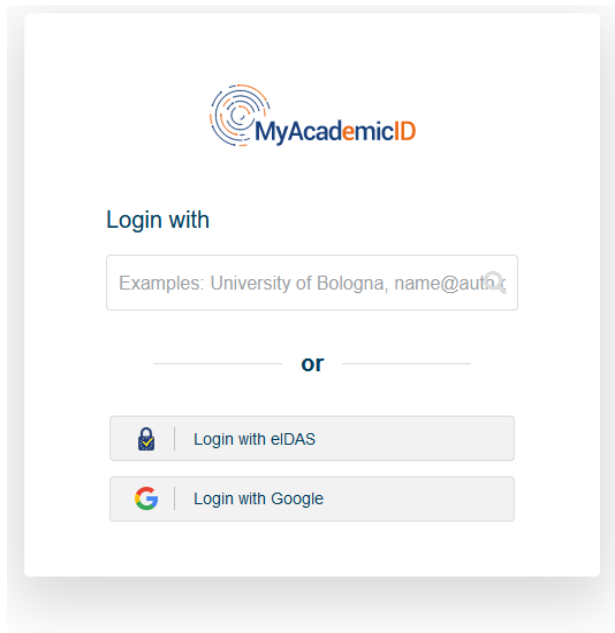 MyAcademicID
Login with
Examples: University of Bologna, name@auth.
or
Login with eIDAS
Login with Google